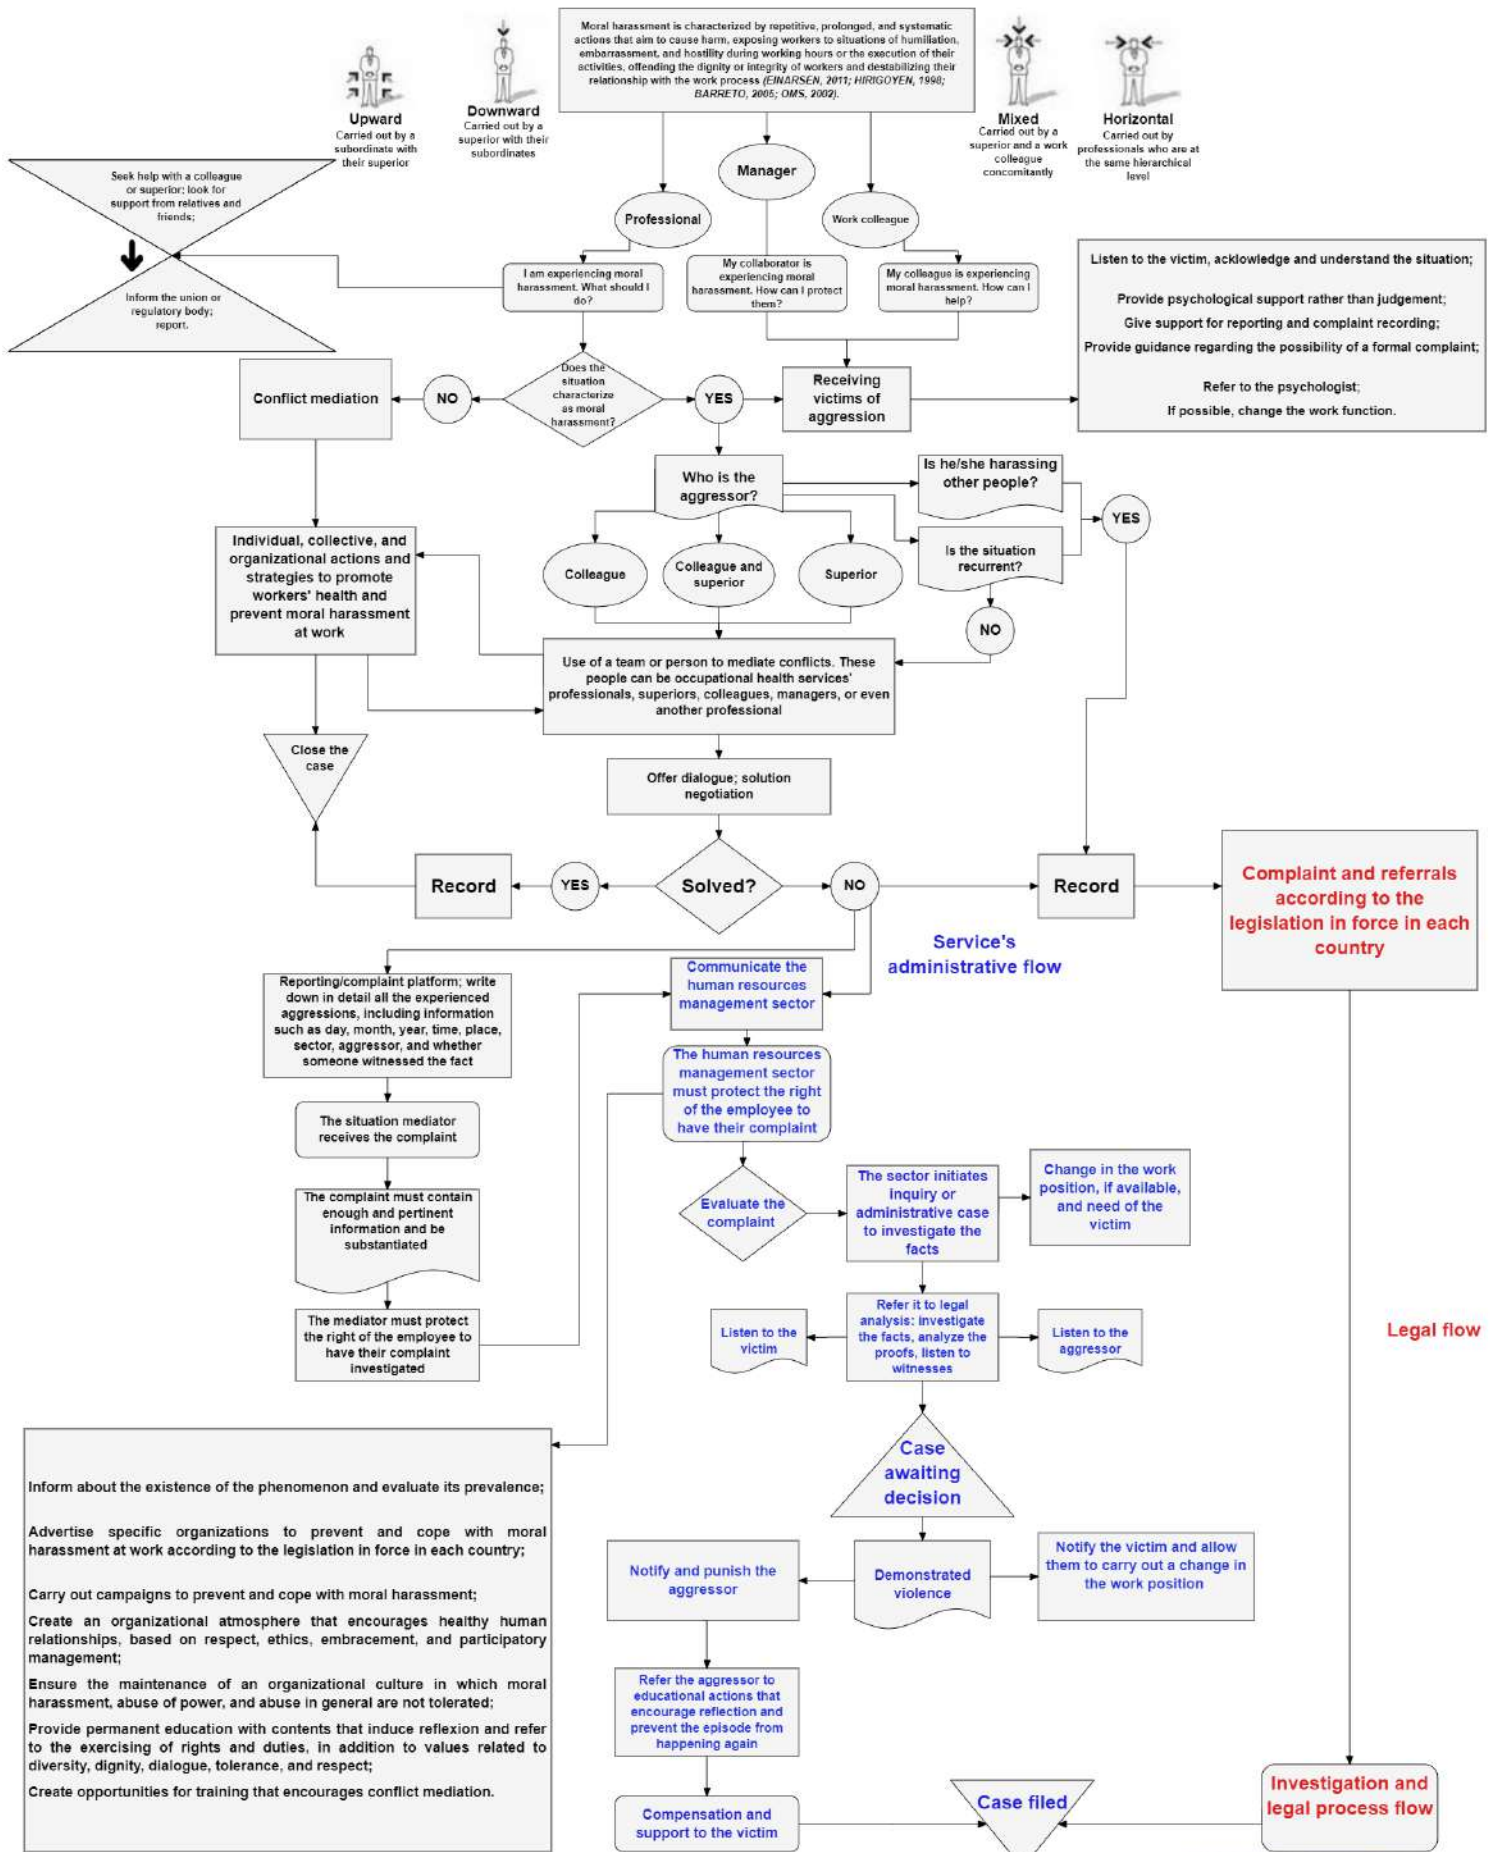 Moral harassment is characterized by repetitive, prolonged, and systematic
actions that aim to cause harm, exposing workers to situations of humiliation,
embarrassment, and hostility during working hours or the execution of their
activities, offending the dignity or integrity of workers and destabilizing their
relationship with the work process (EINARSEN, 2011; HIRIGOYEN, 1998;
BARRETO, 2005; OMS, 2002).
Upward
Carried out by a
subordinate with
their superior
Downward
Carried out by a
superior with their
subordinates
Mixed
Carried out by a
superior and a work
colleague
concomitantly
Horizontal
Carried out by
professionals who are at
the same hierarchical
level
Manager
Professional
Work colleague
Seek help with a colleague
or superior; look for
support from relatives and
friends;
Inform the union or
regulatory body;
report.
I am experiencing moral
harassment. What should I
do?
My collaborator is
experiencing moral
harassment. How can I protect
them?
My colleague is experiencing
moral harassment. How can I
help?
Listen to the victim, acklowedge and understand the situation;
Provide psychological support rather than judgement;
Give support for reporting and complaint recording;
Provide guidance regarding the possibility of a formal complaint;
Refer to the psychologist;
If possible, change the work function.
Conflict mediation
NO
Does the
situation
characterize
as moral
harassment?
YES
Receiving
victims of
aggression
Who is the
aggressor?
Is he/she harassing
other people?
Is the situation
recurrent?
YES
NO
Colleague
Colleague and
superior
Superior
Individual, collective, and
organizational actions and
strategies to promote
workers' health and
prevent moral harassment
at work
Use of a team or person to mediate conflicts. These
people can be occupational health services'
professionals, superiors, colleagues, managers, or even
another professional
Close the
case
Offer dialogue; solution
negotiation
Record
YES
Solved?
NO
Record
Complaint and referrals
according to the
legislation in force in each
country
Service's
administrative flow
Reporting/complaint platform; write
down in detail all the experienced
aggressions, including information
such as day, month, year, time, place,
sector, aggressor, and whether
someone witnessed the fact
Communicate the
human resources
management sector
The human resources
management sector
must protect the right
of the employee to
have their complaint
The situation mediator
receives the complaint
The complaint must contain
enough and pertinent
information and be
substantiated
The mediator must protect
the right of the employee to
have their complaint
investigated
Evaluate the
complaint
The sector initiates
inquiry or
administrative case
to investigate the
facts
Change in the work
position, if available,
and need of the
victim
Listen to the
victim
Refer it to legal
analysis: investigate
the facts, analyze the
proofs, listen to
witnesses
Listen to the
aggressor
Legal flow
Case
awaiting
decision
Notify and punish the
aggressor
Demonstrated
violence
Notify the victim and allow
them to carry out a change in
the work position
Inform about the existence of the phenomenon and evaluate its prevalence;
Advertise specific organizations to prevent and cope with moral
harassment at work according to the legislation in force in each country;
Carry out campaigns to prevent and cope with moral harassment;
Create an organizational atmosphere that encourages healthy human
relationships, based on respect, ethics, embracement, and participatory
management;
Ensure the maintenance of an organizational culture in which moral
harassment, abuse of power, and abuse in general are not tolerated;
Provide permanent education with contents that induce reflexion and refer
to the exercising of rights and duties, in addition to values related to
diversity, dignity, dialogue, tolerance, and respect;
Create opportunities for training that encourages conflict mediation.
Refer the aggressor to
educational actions that
encourage reflection and
prevent the episode from
happening again
Compensation and
support to the victim
Case filed
Investigation and
legal process flow